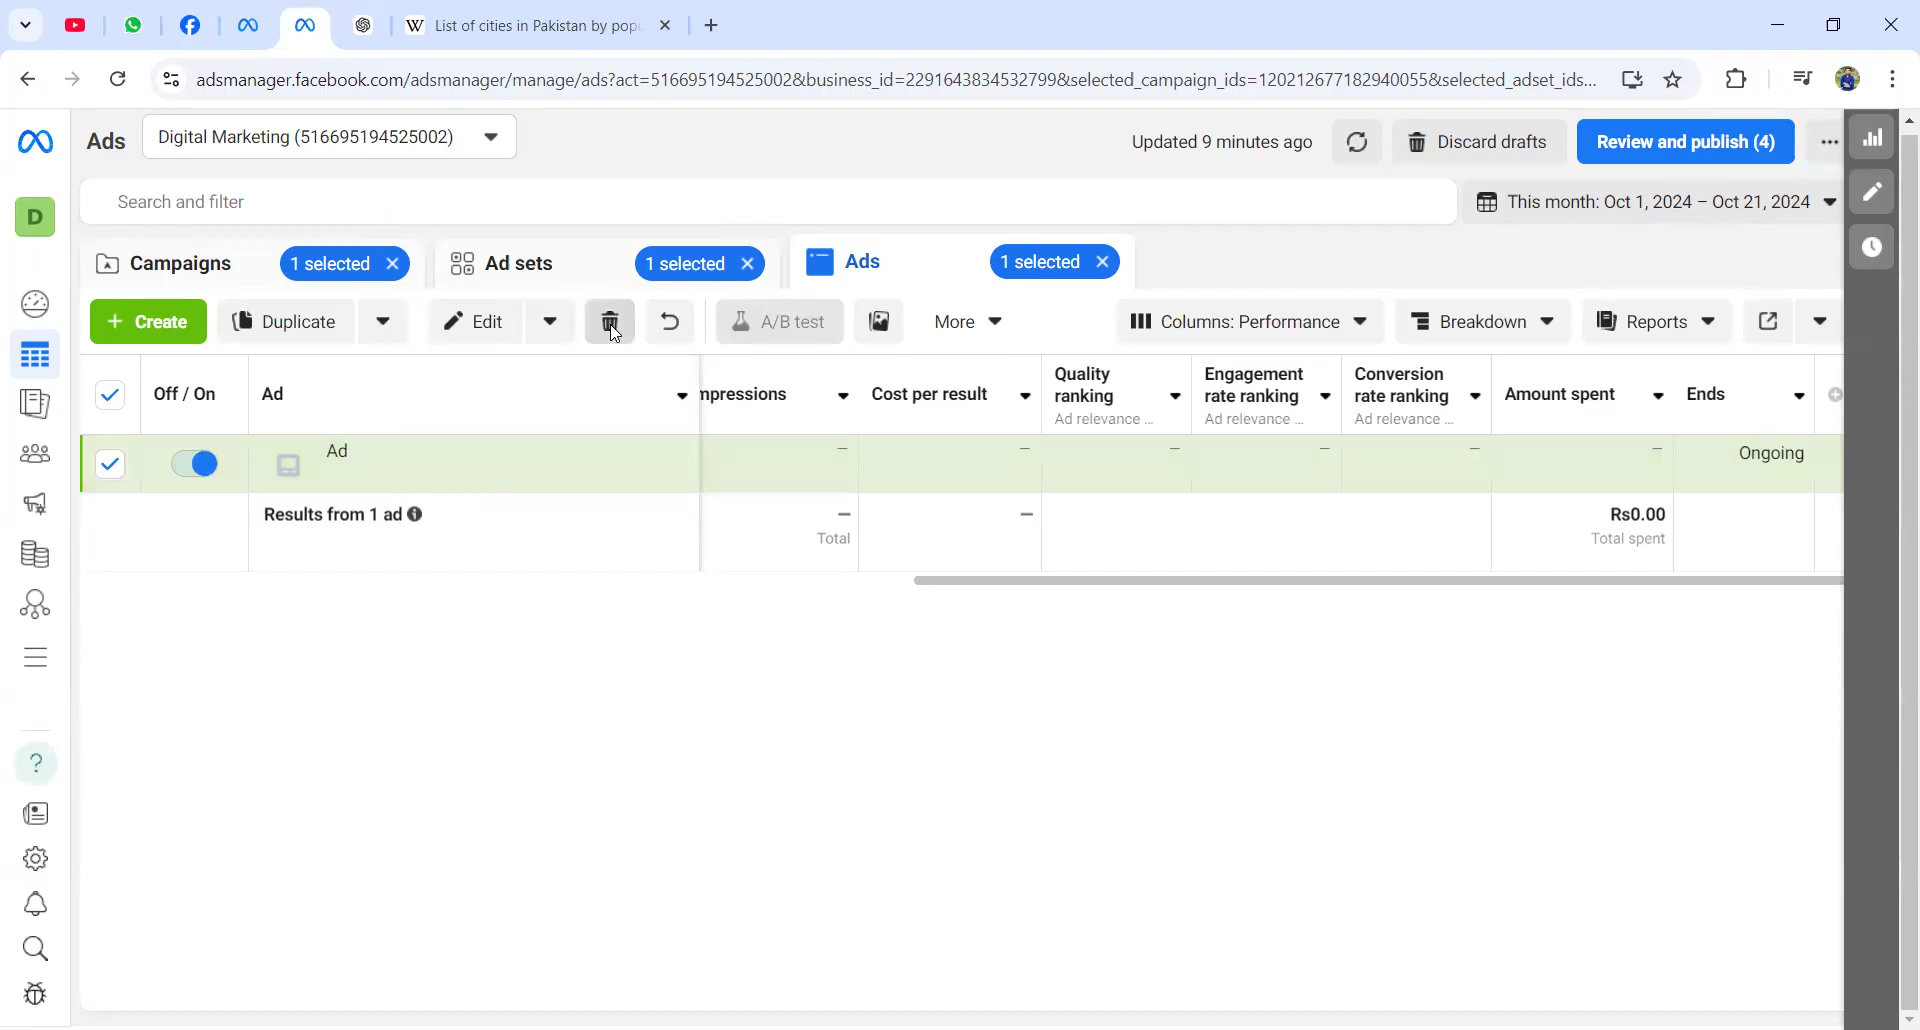 List of cities in Pakistan by pop
adsmanager.facebook.com/adsmanager/manage/ads?act=516695194525002&business_id=2291643834532799&selected_campaign_ids=120212677182940055&selected_adset_ids...
Ads
Digital Marketing (516695194525002)
Updated 9 minutes ago
Discard drafts
Review and publish (4)
D
Search and filter
This month: Oct 1, 2024 – Oct 21, 2024
Campaigns
1 selected
Ad sets
1 selected
Ads
1 selected
+ Create
Duplicate
Edit
A/B test
More
Columns: Performance
Breakdown
Reports
Off / On
Ad
mpressions
Cost per result
Quality
ranking
Ad relevance ...
Engagement
rate ranking
Ad relevance ...
Conversion
rate ranking
Ad relevance ...
Amount spent
Ends
Ad
–
–
–
–
–
–
Ongoing
Results from 1 ad
–
Total
–
Rs0.00
Total spent